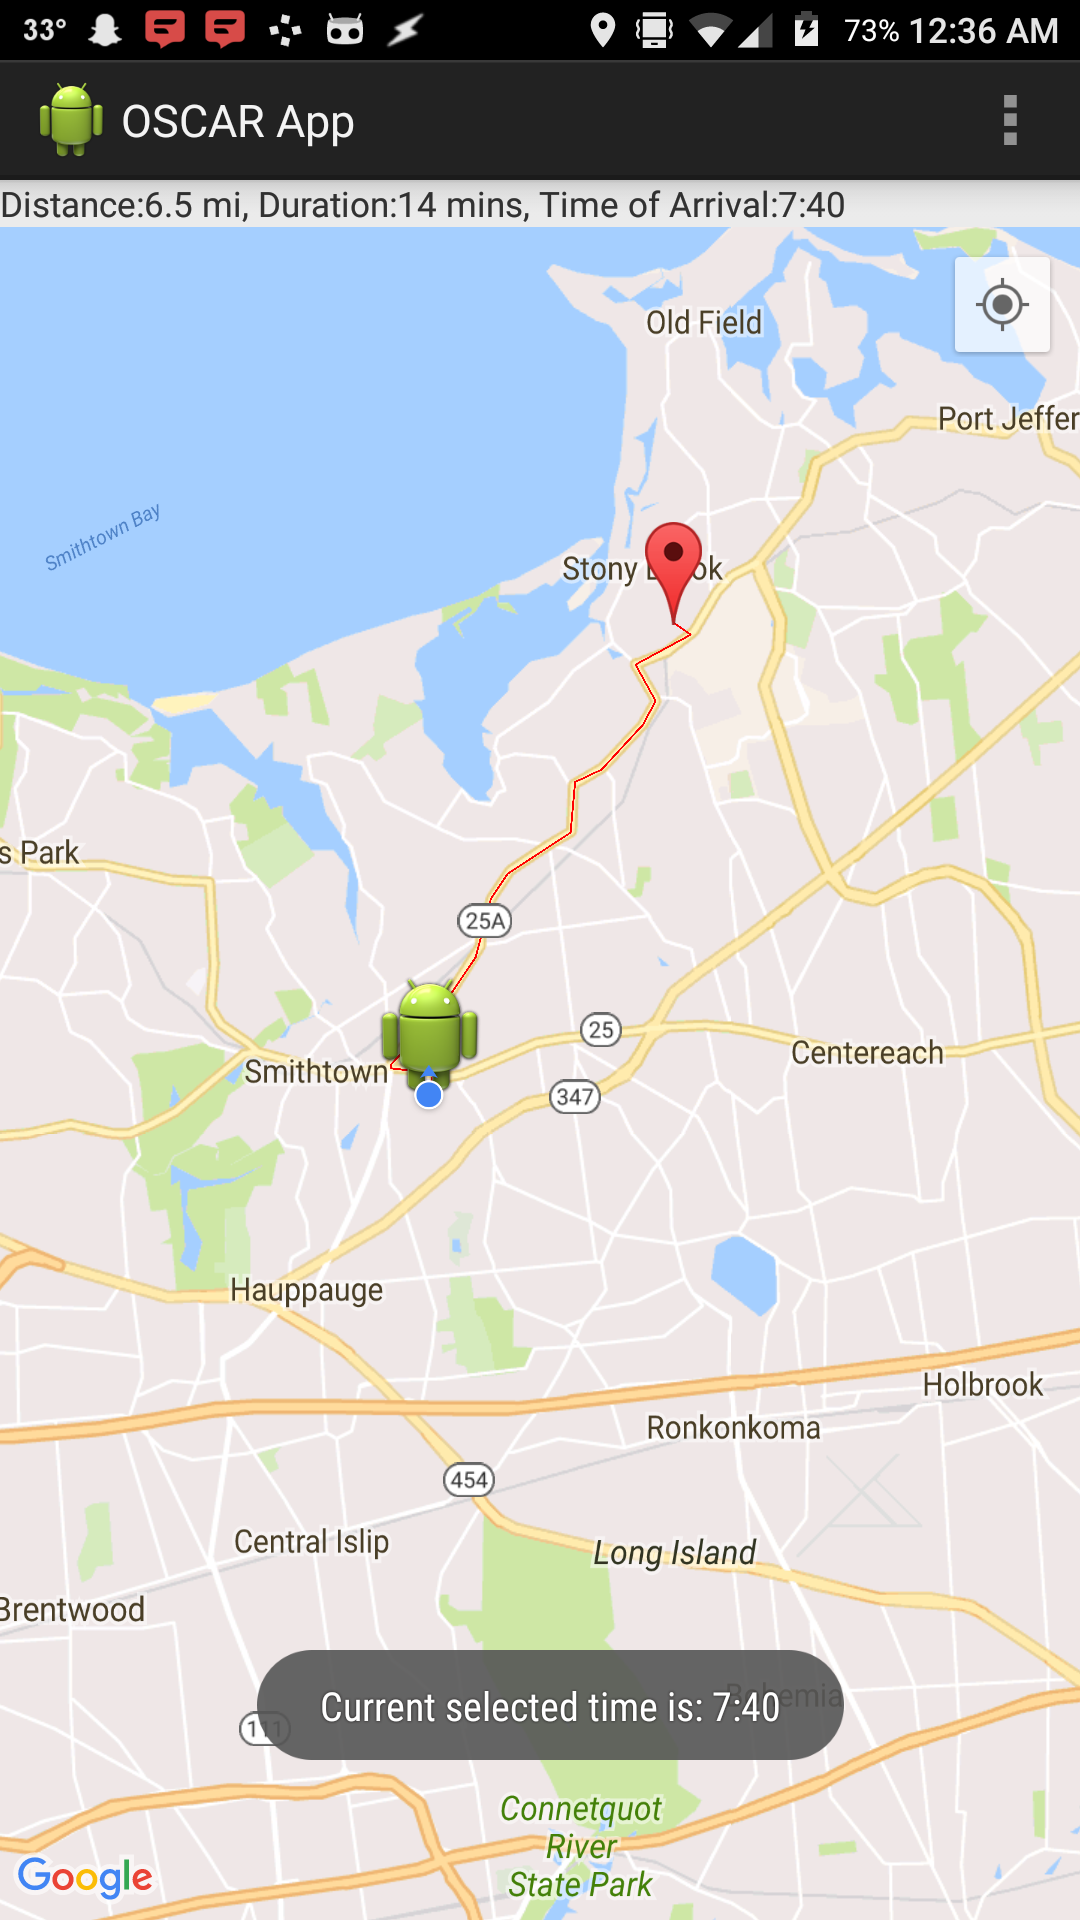 33°
73% 12:36 AM
OSCAR App
Distance:6.5 mi, Duration:14 mins, Time of Arrival:7:40
Old Field
Port Jeffer
Smithtown Bay
Stony B ok
s Park
25A
25
Smithtown
Centereach
347
Hauppauge
Holbrook
Ronkonkoma
454
Central Islip
Long Island
Brentwood
Bohemia
Current selected time is: 7:40
111
Connetquot
River
State Park
Google